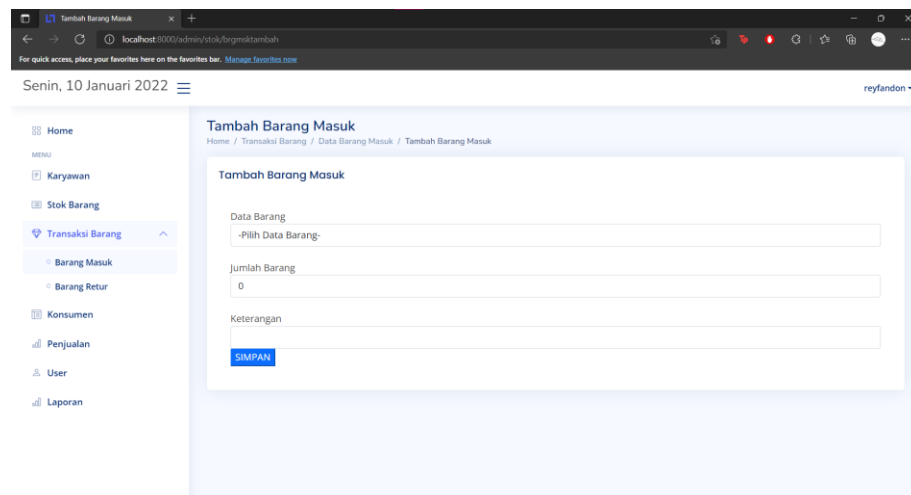 Tambah Barang Masuk
localhost:8000/admin/stok/brgmsktambah
For quick access, place your favorites here on the favorites bar. Manage favorites now
Senin, 10 Januari 2022
reyfandon
Home
MENU
Karyawan
Stok Barang
Transaksi Barang
Barang Masuk
Barang Retur
Konsumen
Penjualan
User
Laporan
Tambah Barang Masuk
Home / Transaksi Barang / Data Barang Masuk / Tambah Barang Masuk
Tambah Barang Masuk
Data Barang
-Pilih Data Barang-
Jumlah Barang
0
Keterangan
SIMPAN